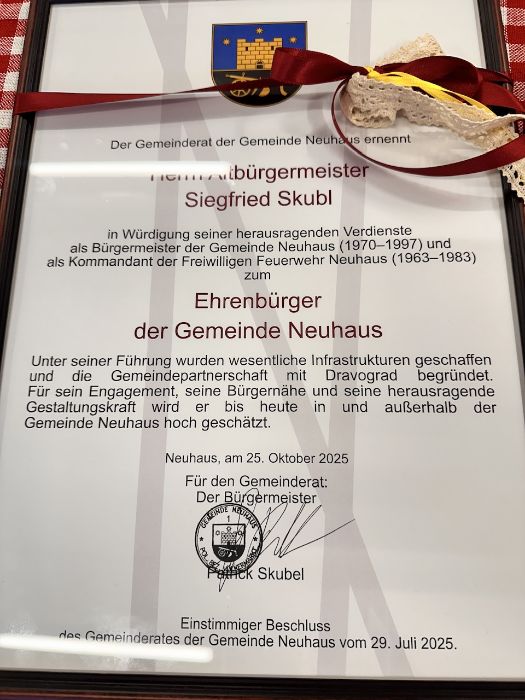 Der Gemeinderat der Gemeinde Neuhaus ernennt
Herrn Altbürgermeister
Siegfried Skubl
in Würdigung seiner herausragenden Verdienste
als Bürgermeister der Gemeinde Neuhaus (1970–1997) und
als Kommandant der Freiwilligen Feuerwehr Neuhaus (1963–1983)
zum
Ehrenbürger
der Gemeinde Neuhaus
Unter seiner Führung wurden wesentliche Infrastrukturen geschaffen
und die Gemeindepartnerschaft mit Dravograd begründet.
Für sein Engagement, seine Bürgernähe und seine herausragende
Gestaltungskraft wird er bis heute in und außerhalb der
Gemeinde Neuhaus hoch geschätzt.
Neuhaus, am 25. Oktober 2025
Für den Gemeinderat:
Der Bürgermeister
GEMEINDE NEUHAUS
1
Patrick Skubel
Einstimmiger Beschluss
des Gemeinderates der Gemeinde Neuhaus vom 29. Juli 2025.